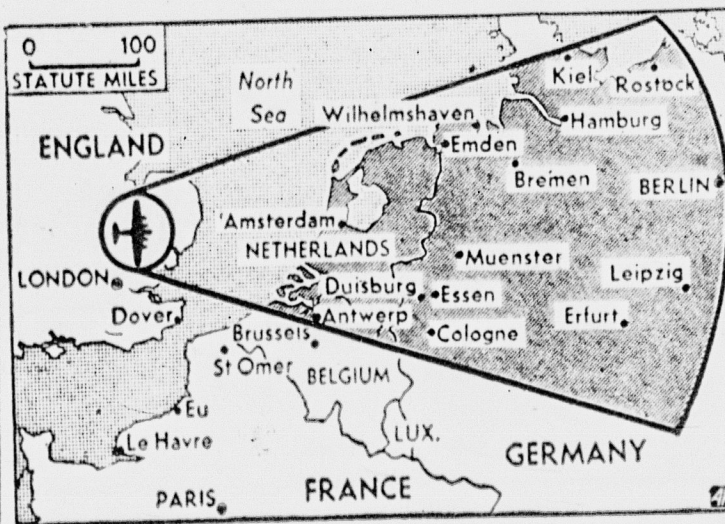 0 100
STATUTE MILES
North
Sea
ENGLAND
Kiel
Rostock
Wilhelmshaven
Hamburg
Emden
Bremen
BERLIN
Amsterdam
NETHERLANDS
Muenster
LONDON
Duisburg
Essen
Leipzig
Dover
Antwerp
Erfurt
Brussels
Cologne
St Omer
BELGIUM
Eu
LUX.
Le Havre
GERMANY
FRANCE
PARIS